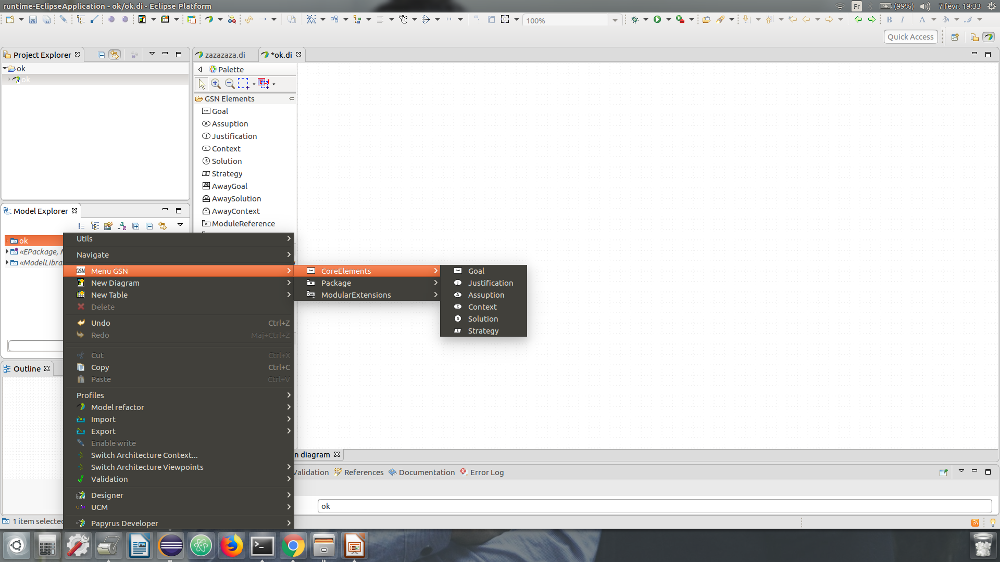 runtime-EclipseApplication - ok/ok.di - Eclipse Platform
Fr
(99%)
7 févr. 19:33
100%
B I A
Quick Access
Project Explorer
zazazaza.di
*ok.di
ok
ok
Palette
GSN Elements
Goal
Assuption
Justification
Context
Solution
Strategy
AwayGoal
AwaySolution
AwayContext
ModuleReference
Model Explorer
ok
«EPackage, M
«ModelLibra
Utils
Navigate
GSN Menu GSN
New Diagram
New Table
Delete
Undo Ctrl+Z
Redo Maj+Ctrl+Z
Cut Ctrl+X
Copy Ctrl+C
Paste Ctrl+V
Profiles
Model refactor
Import
Export
Enable write
Switch Architecture Context...
Switch Architecture Viewpoints
Validation
Designer
UCM
Papyrus Developer
CoreElements
Package
ModularExtensions
Goal
Justification
Assuption
Context
Solution
Strategy
Outline
n diagram
Validation
References
Documentation
Error Log
ok
1 item selected